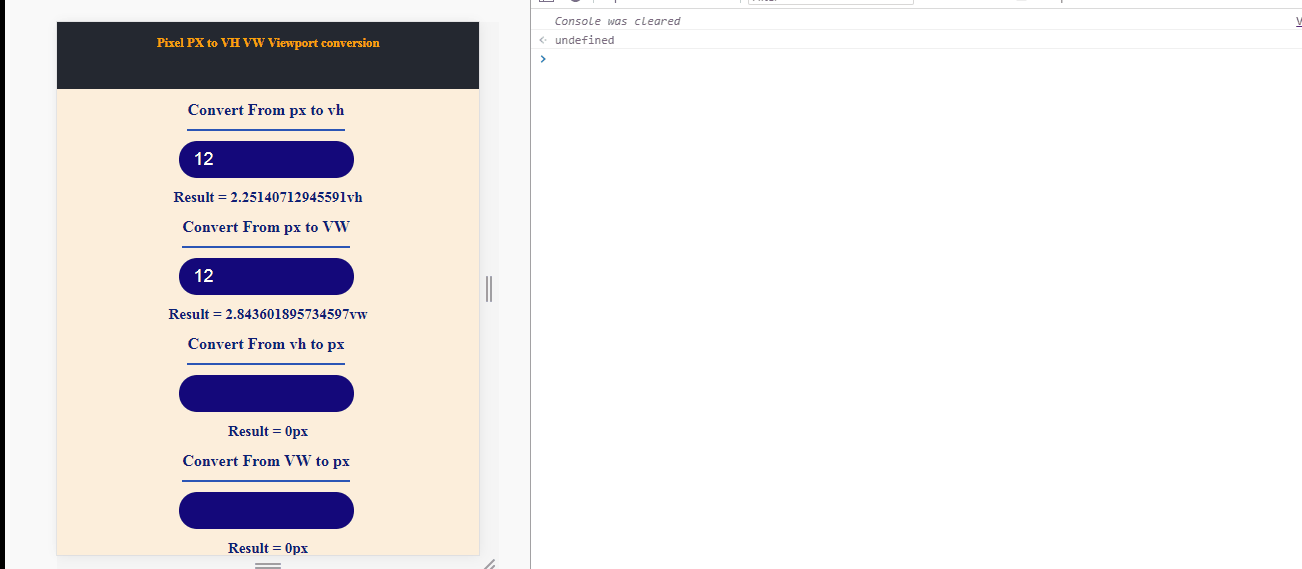 Console was cleared
undefined
Pixel PX to VH VW Viewport conversion
Convert From px to vh
12
Result = 2.25140712945591vh
Convert From px to VW
12
Result = 2.843601895734597vw
Convert From vh to px
Result = 0px
Convert From VW to px
Result = 0px